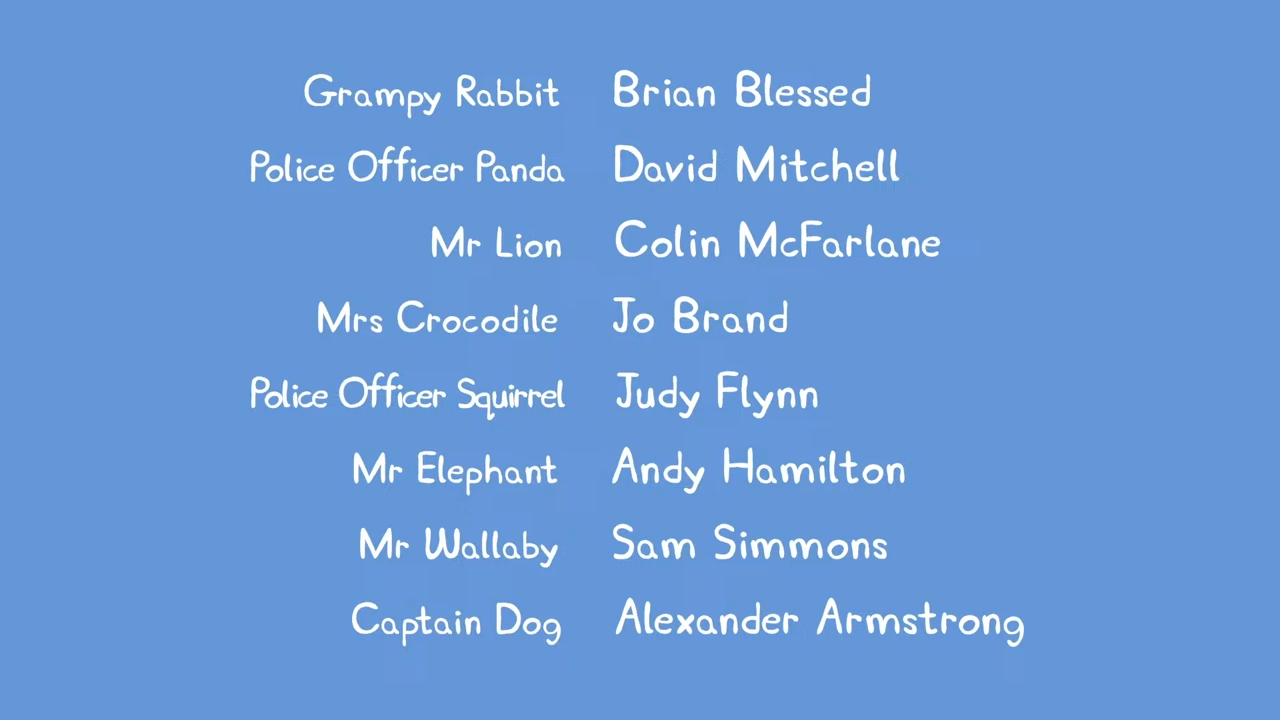 Grampy Rabbit Brian Blessed
Police Officer Panda David Mitchell
Mr Lion Colin McFarlane
Mrs Crocodile Jo Brand
Police Officer Squirrel Judy Flynn
Mr Elephant Andy Hamilton
Mr Wallaby Sam Simmons
Captain Dog Alexander Armstrong